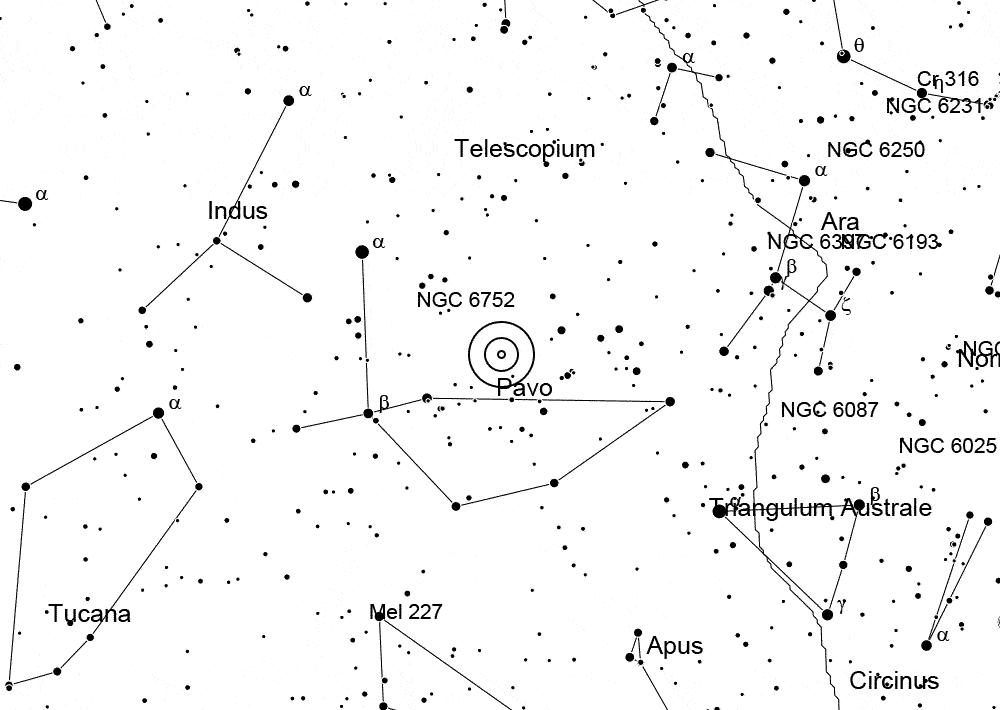 θ
α
Cr 316
η
α
NGC 6231
Telescopium
NGC 6250
α
α
Indus
Ara
α
NGC 6397
NGC 6193
β
NGC 6752
ζ
Pavo
α
β
NGC 6087
NGC 6025
β
α
Triangulum Australe
γ
Tucana
Mel 227
α
Apus
Circinus